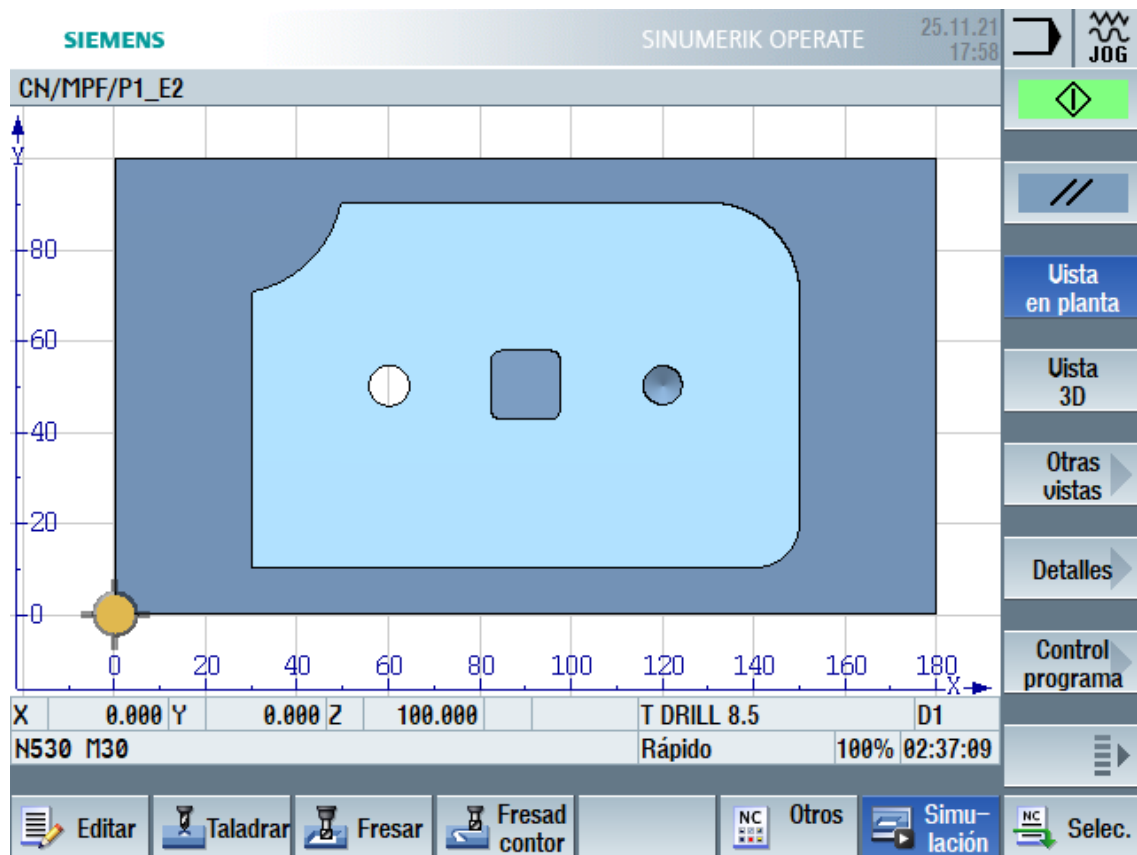 SIEMENS
SINUMERIK OPERATE
25.11.21
17:58
JOG
CN/MPF/P1_E2
Y
80
60
40
20
0
0 20 40 60 80 100 120 140 160 180
X
X 0.000 Y 0.000 Z 100.000 T DRILL 8.5 D1
N530 M30 Rápido 100% 02:37:09
Vista
en planta
Vista
3D
Otras
vistas
Detalles
Control
programa
Editar
Taladrar
Fresar
Fresad
contor
NC
Otros
Simu-
lación
NC
Selec.